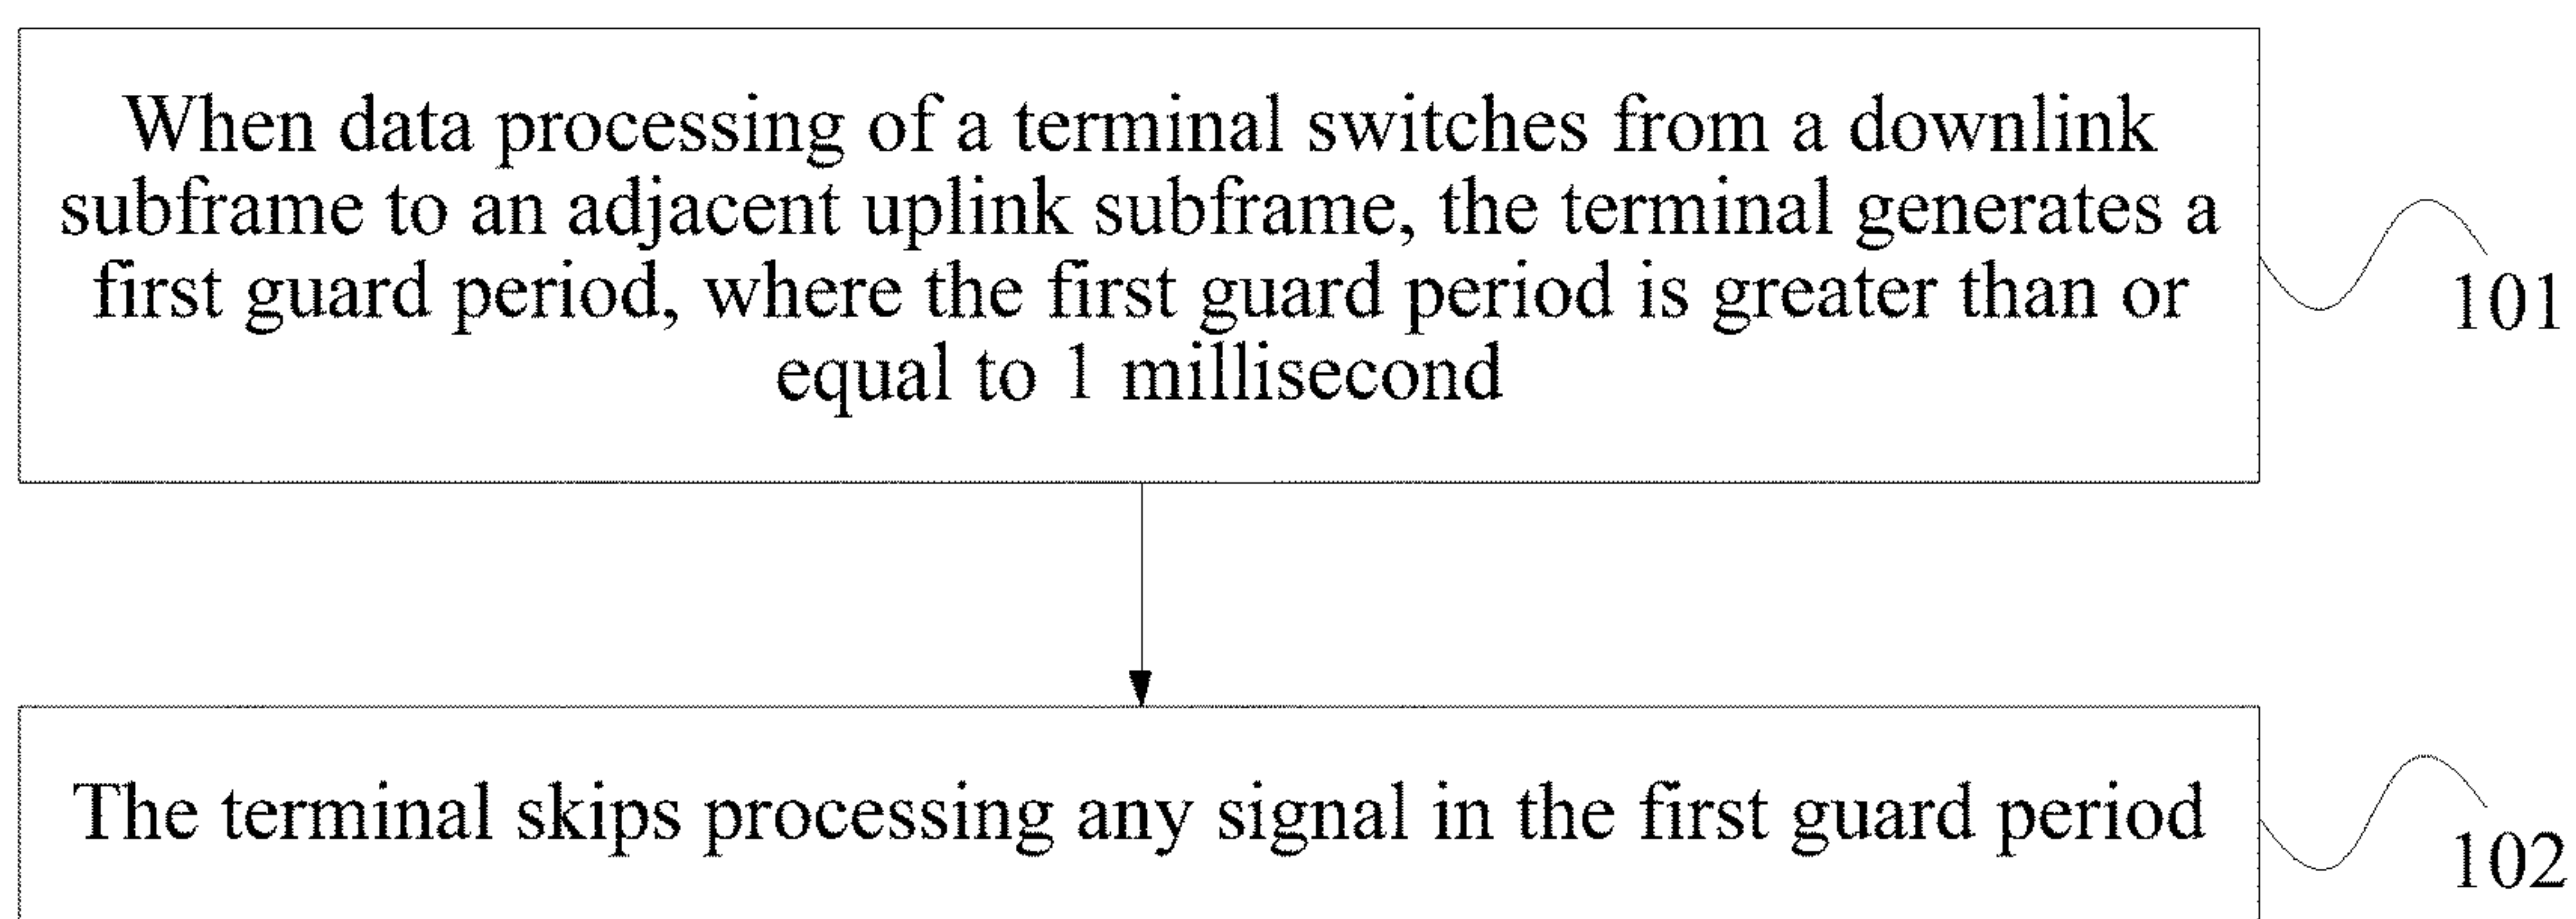 When data processing of a terminal switches from a downlink
subframe to an adjacent uplink subframe, the terminal generates a
first guard period, where the first guard period is greater than or
equal to 1 millisecond
101
The terminal skips processing any signal in the first guard period
102